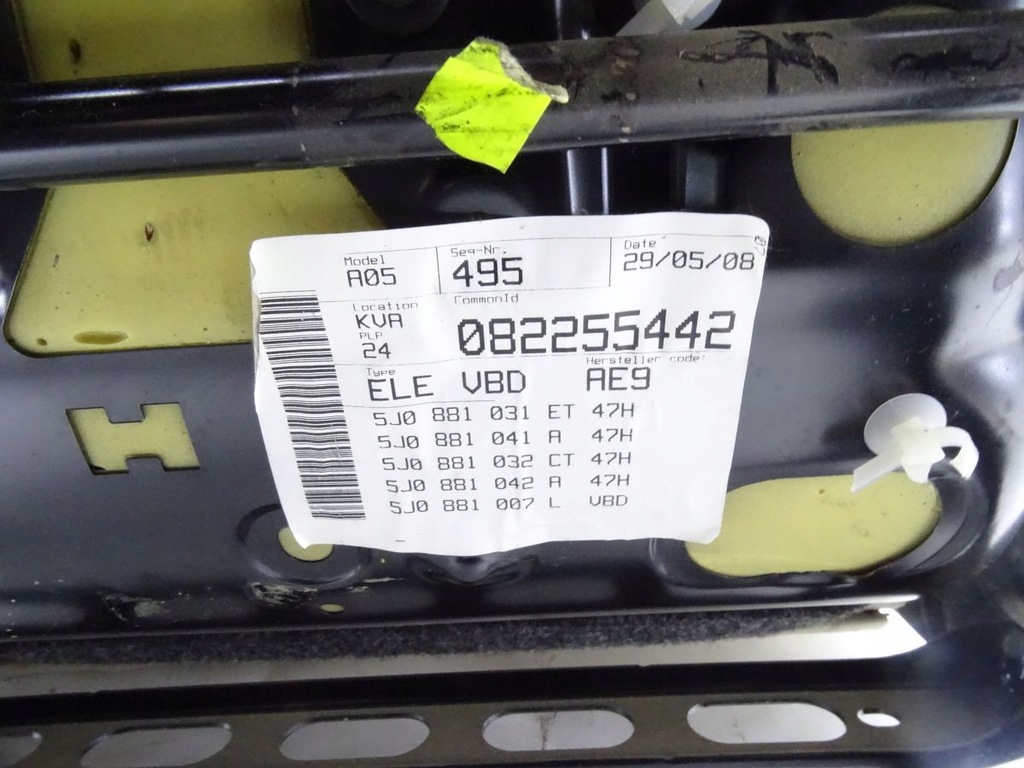 Model Seq-Nr. Date
A05 495 29/05/08
Location CommonId
KVA 082255442
PLP
24
Type Hersteller code:
ELE VBD AE9
5J0 881 031 ET 47H
5J0 881 041 A 47H
5J0 881 032 CT 47H
5J0 881 042 A 47H
5J0 881 007 L VBD